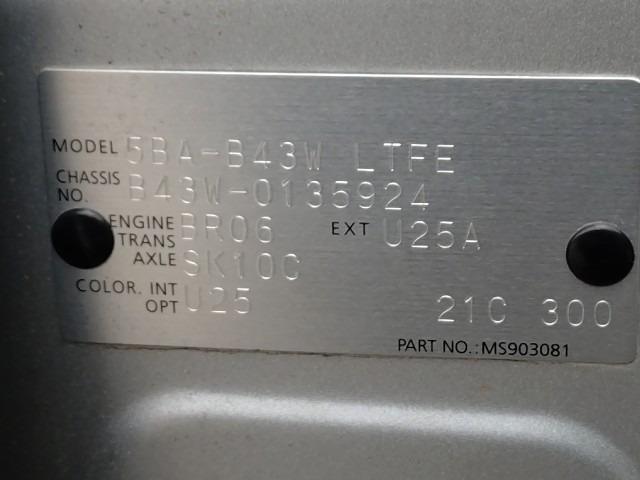 MODEL 5BA-B43W LTFE
CHASSIS NO. B43W-0135924
ENGINE BR06 EXT U25A
TRANS AXLE SK10C
COLOR. INT
OPT U25 21C 300
PART NO.:MS903081